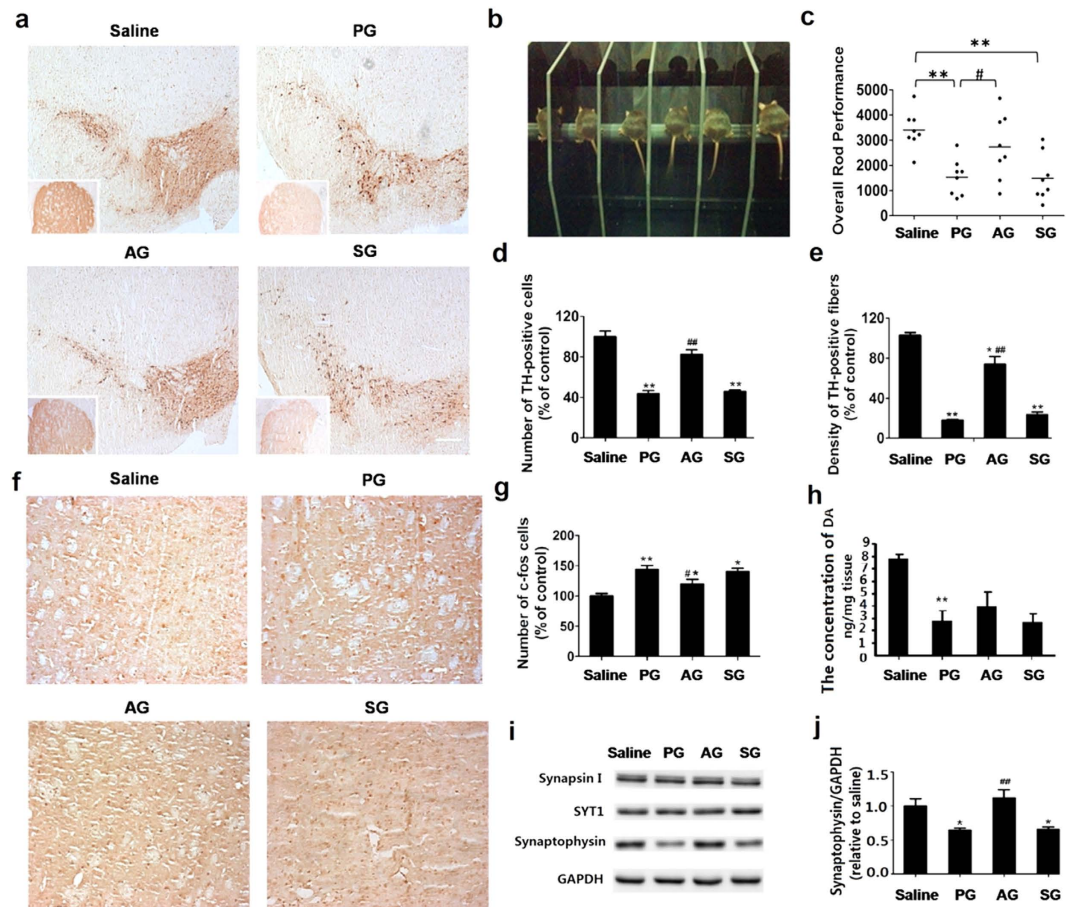 a
Saline
PG
AG
SG
b
c
**
**
#
Overall Rod Performance
5000
4000
3000
2000
1000
0
Saline PG AG SG
d
Number of TH-positive cells
(% of control)
120
80
40
0
**
##
**
Saline PG AG SG
e
Density of TH-positive fibers
(% of control)
120
80
40
0
**
* ##
**
Saline PG AG SG
f
Saline
PG
AG
SG
g
Number of c-fos cells
(% of control)
200
150
100
50
0
**
# *
*
Saline PG AG SG
h
The concentration of DA
ng/mg tissue
9
8
7
6
5
4
3
2
1
0
**
Saline PG AG SG
i
Saline PG AG SG
Synapsin I
SYT1
Synaptophysin
GAPDH
j
Synaptophysin/GAPDH
(relative to saline)
1.5
1.0
0.5
0.0
*
##
*
Saline PG AG SG